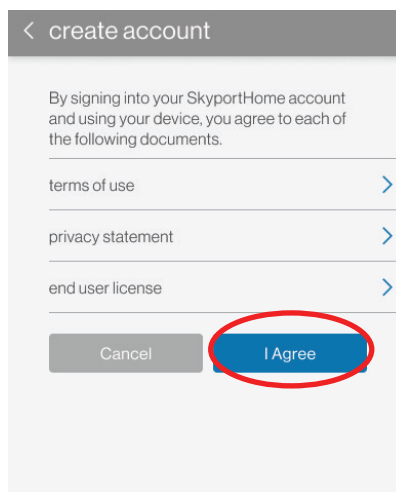 create account
By signing into your SkyportHome account
and using your device, you agree to each of
the following documents.
terms of use
privacy statement
end user license
Cancel
I Agree